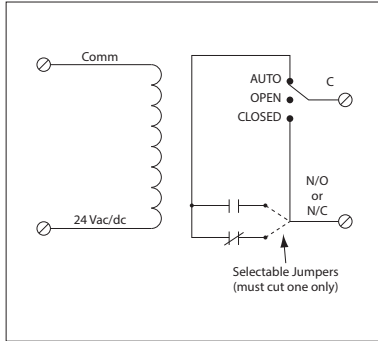 Comm
AUTO
C
OPEN
CLOSED
N/O
or
N/C
24 Vac/dc
Selectable Jumpers
(must cut one only)